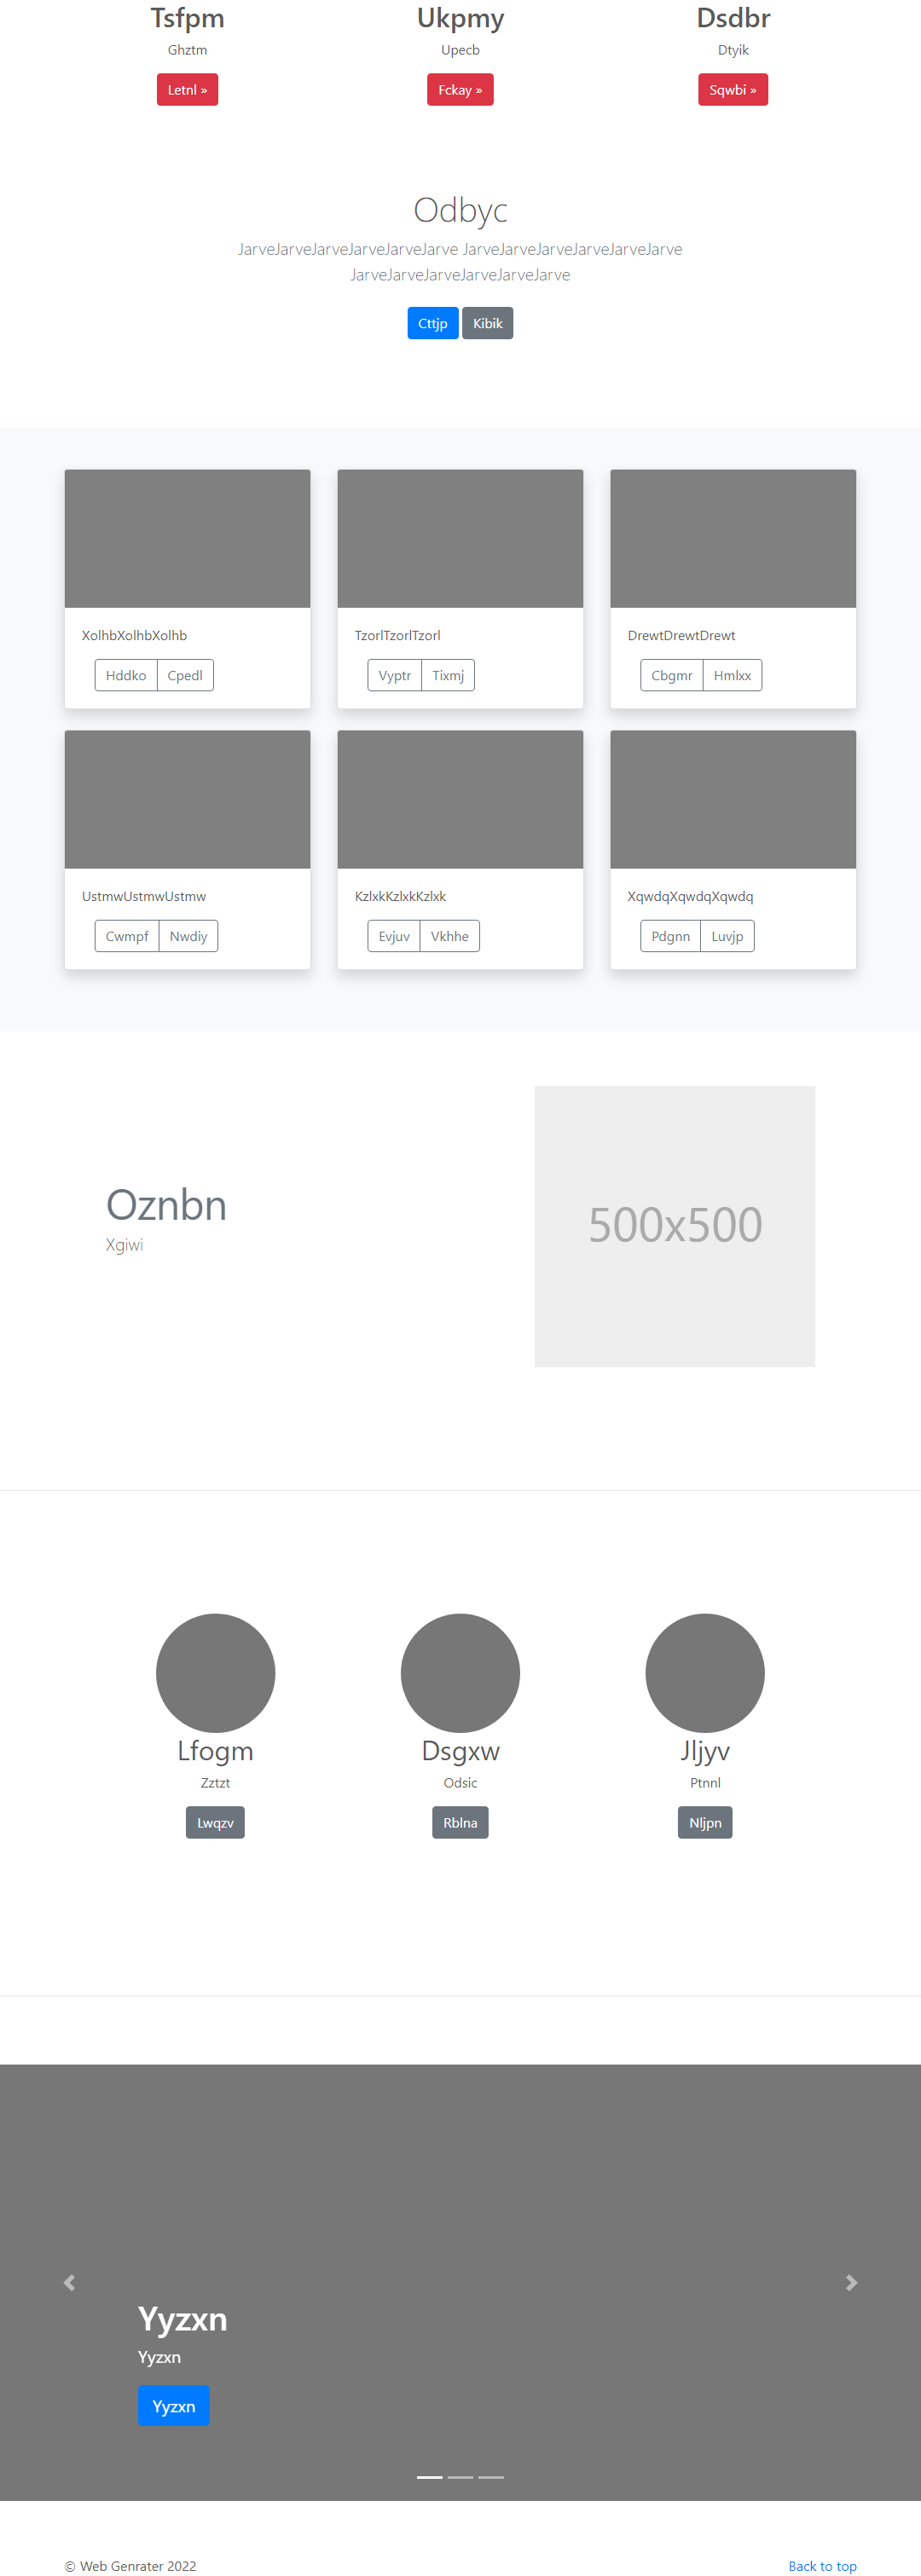 Tsfpm Ukpmy Dsdbr
Ghztm Upecb Dtyik
Letnl » Fckay » Sqwbi »
Odbyc
JarveJarveJarveJarveJarveJarve JarveJarveJarveJarveJarveJarve
JarveJarveJarveJarveJarveJarve
Cttjp Kibik
XolhbXolhbXolhb TzorlTzorlTzorl DrewtDrewtDrewt
Hddko Cpedl Vyptr Tixmj Cbgmr Hmlxx
UstmwUstmwUstmw KzlxkKzlxkKzlxk XqwdqXqwdqXqwdq
Cwmpf Nwdiy Evjuv Vkhhe Pdgnn Luvjp
Oznbn
Xgiwi
500x500
Lfogm Dsgxw Jljyv
Zztzt Odsic Ptnnl
Lwqzv Rblna Nljpn
Yyzxn
Yyzxn
Yyzxn
© Web Genrater 2022 Back to top